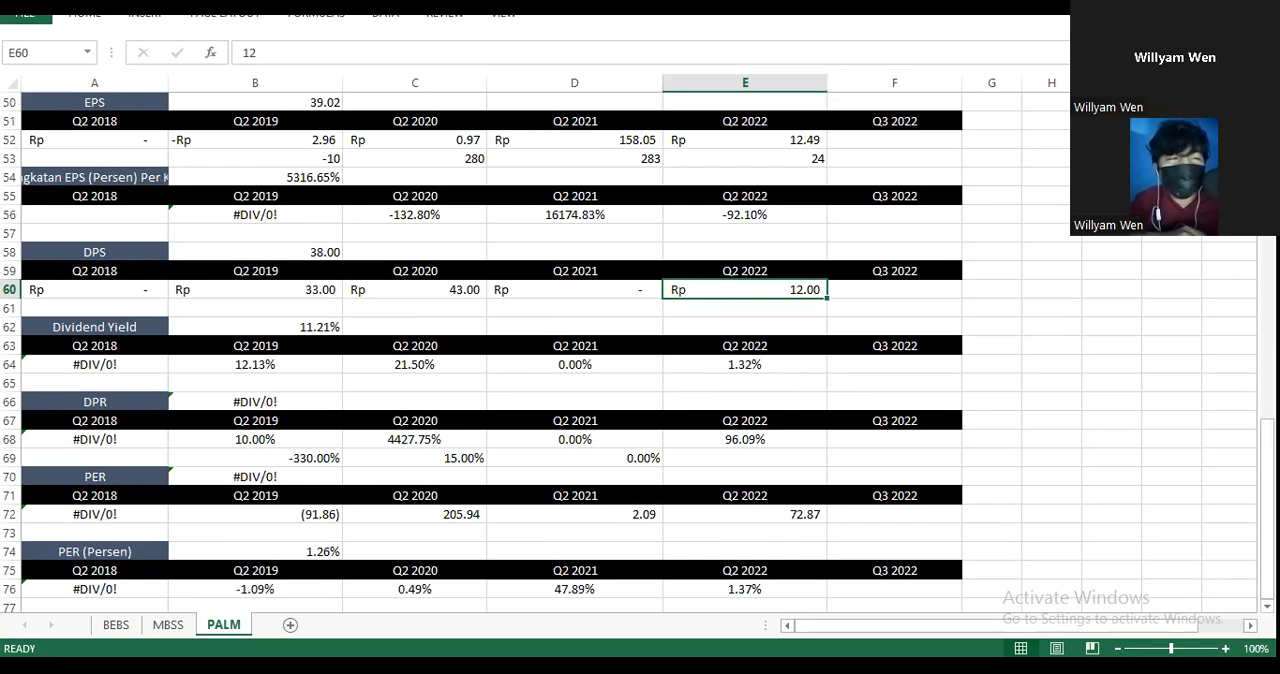 FILE HOME INSERT PAGE LAYOUT FORMULAS DATA REVIEW VIEW
Willyam Wen
E60 fx 12
A B C D E F G H
Willyam Wen
50 EPS 39.02
51 Q2 2018 Q2 2019 Q2 2020 Q2 2021 Q2 2022 Q3 2022
52 Rp - -Rp 2.96 Rp 0.97 Rp 158.05 Rp 12.49
53 -10 280 283 24
54 gkatan EPS (Persen) Per K 5316.65%
55 Q2 2018 Q2 2019 Q2 2020 Q2 2021 Q2 2022 Q3 2022
56 #DIV/0! -132.80% 16174.83% -92.10%
Willyam Wen
57
58 DPS 38.00
59 Q2 2018 Q2 2019 Q2 2020 Q2 2021 Q2 2022 Q3 2022
60 Rp - Rp 33.00 Rp 43.00 Rp - Rp 12.00
61
62 Dividend Yield 11.21%
63 Q2 2018 Q2 2019 Q2 2020 Q2 2021 Q2 2022 Q3 2022
64 #DIV/0! 12.13% 21.50% 0.00% 1.32%
65
66 DPR #DIV/0!
67 Q2 2018 Q2 2019 Q2 2020 Q2 2021 Q2 2022 Q3 2022
68 #DIV/0! 10.00% 4427.75% 0.00% 96.09%
69 -330.00% 15.00% 0.00%
70 PER #DIV/0!
71 Q2 2018 Q2 2019 Q2 2020 Q2 2021 Q2 2022 Q3 2022
72 #DIV/0! (91.86) 205.94 2.09 72.87
73
74 PER (Persen) 1.26%
75 Q2 2018 Q2 2019 Q2 2020 Q2 2021 Q2 2022 Q3 2022
76 #DIV/0! -1.09% 0.49% 47.89% 1.37%
77
Activate Windows
Go to Settings to activate Windows.
BEBS MBSS PALM
READY 100%